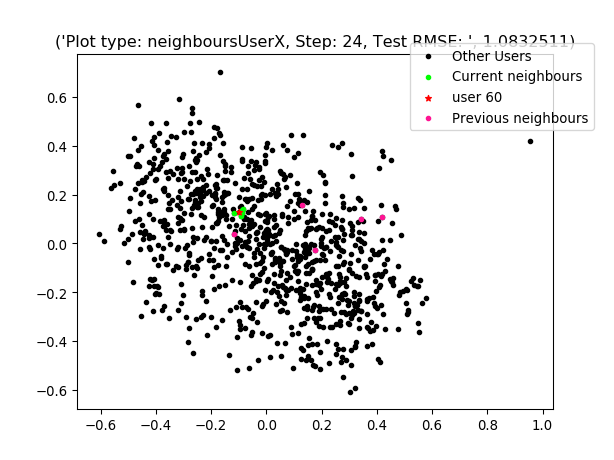 ('Plot type: neighboursUserX, Step: 24, Test RMSE: ', 1.0832511)
Other Users
Current neighbours
user 60
Previous neighbours
0.6
0.4
0.2
0.0
−0.2
−0.4
−0.6
−0.6 −0.4 −0.2 0.0 0.2 0.4 0.6 0.8 1.0